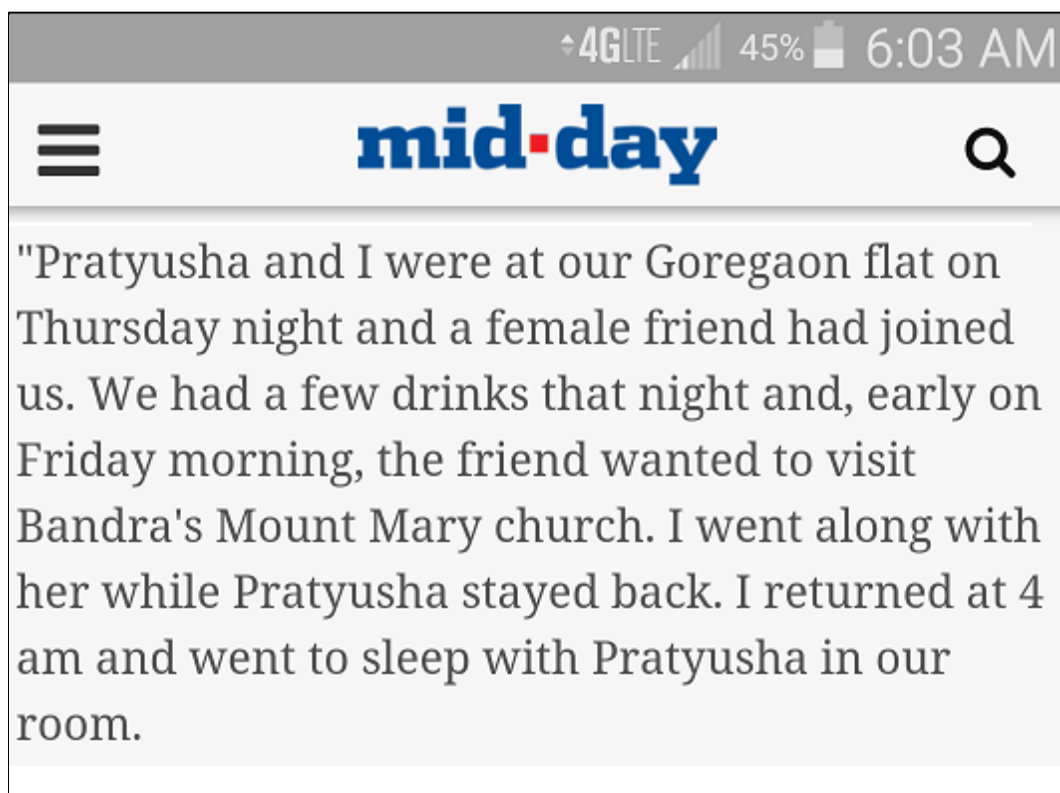 4GLTE 45% 6:03 AM
mid-day
"Pratyusha and I were at our Goregaon flat on
Thursday night and a female friend had joined
us. We had a few drinks that night and, early on
Friday morning, the friend wanted to visit
Bandra's Mount Mary church. I went along with
her while Pratyusha stayed back. I returned at 4
am and went to sleep with Pratyusha in our
room.